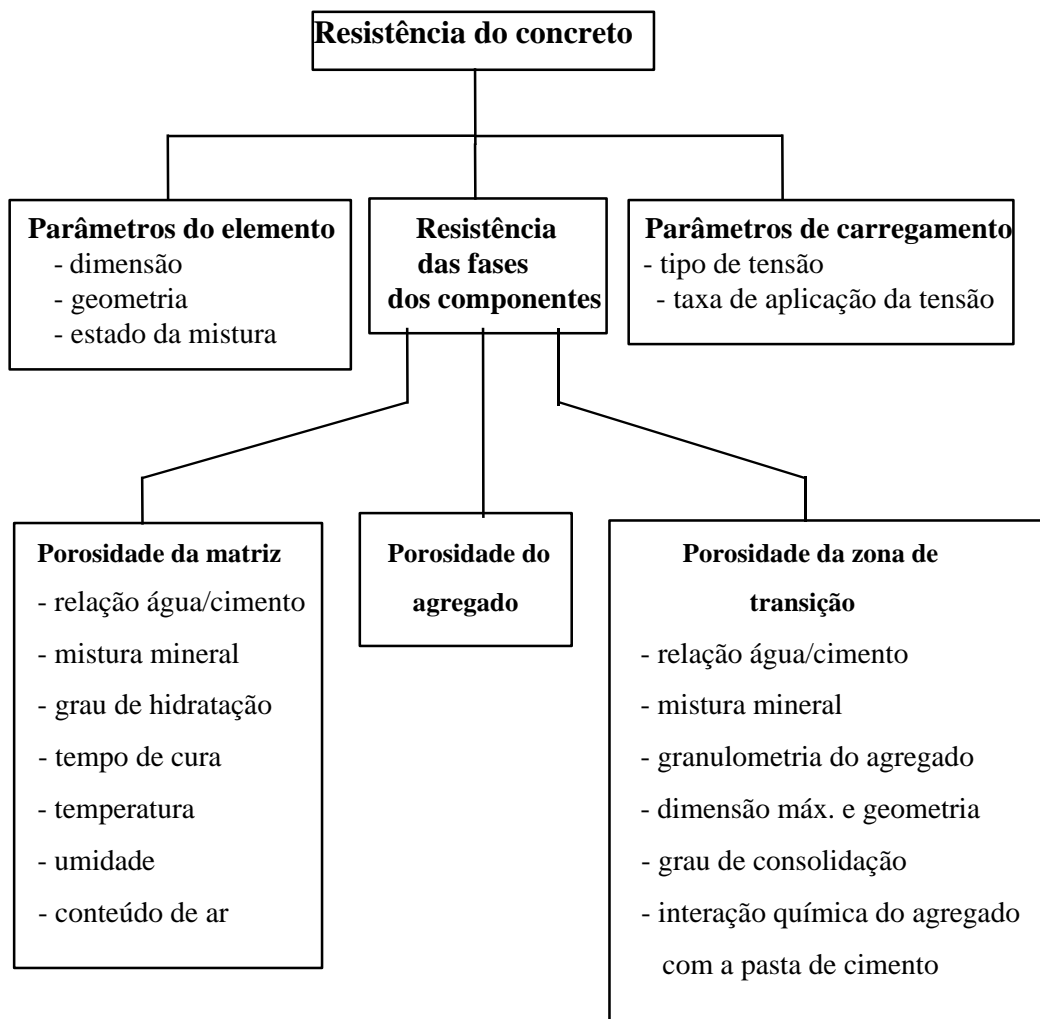 Resistência do concreto
Parâmetros do elemento
- dimensão
- geometria
- estado da mistura
Resistência
das fases
dos componentes
Parâmetros de carregamento
- tipo de tensão
- taxa de aplicação da tensão
Porosidade da matriz
- relação água/cimento
- mistura mineral
- grau de hidratação
- tempo de cura
- temperatura
- umidade
- conteúdo de ar
Porosidade do
agregado
Porosidade da zona de
transição
- relação água/cimento
- mistura mineral
- granulometria do agregado
- dimensão máx. e geometria
- grau de consolidação
- interação química do agregado
com a pasta de cimento